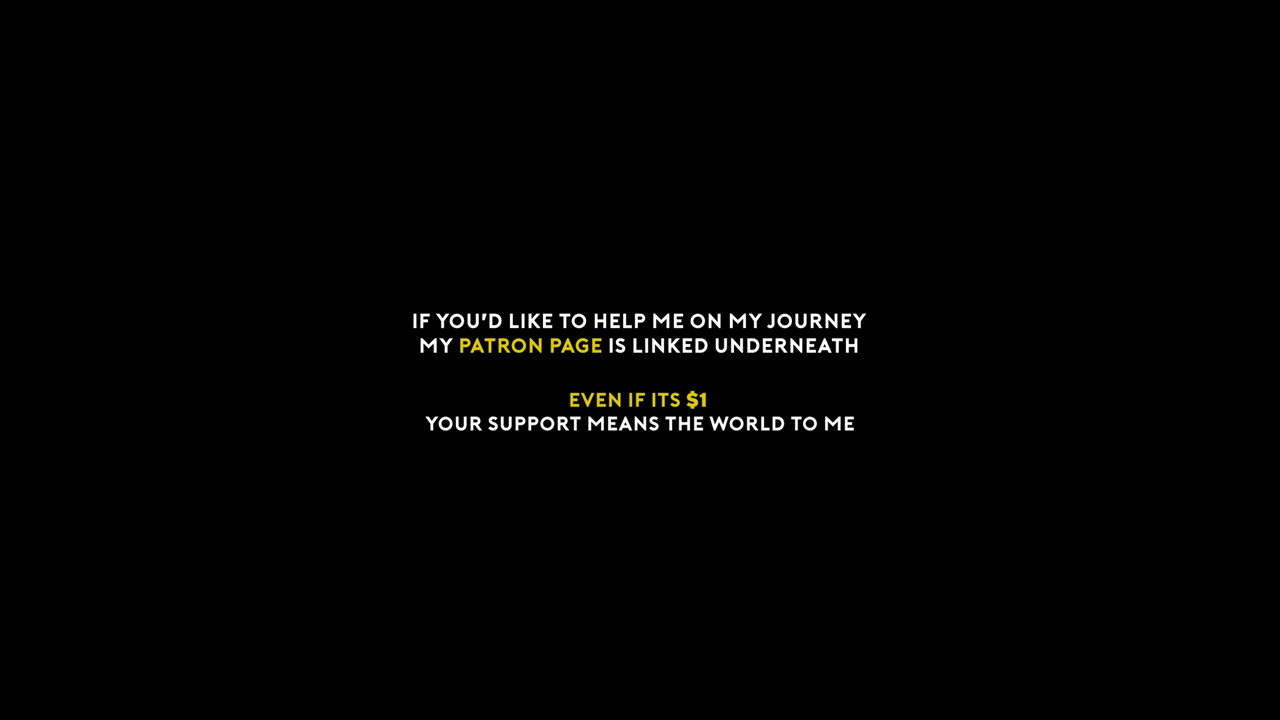 IF YOU'D LIKE TO HELP ME ON MY JOURNEY
MY PATRON PAGE IS LINKED UNDERNEATH
EVEN IF ITS $1
YOUR SUPPORT MEANS THE WORLD TO ME